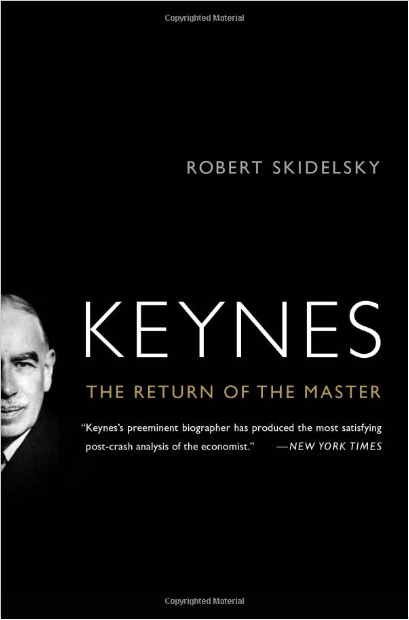 Copyrighted Material
ROBERT SKIDELSKY
KEYNES
THE RETURN OF THE MASTER
“Keynes’s preeminent biographer has produced the most satisfying
post-crash analysis of the economist.” —NEW YORK TIMES
Copyrighted Material